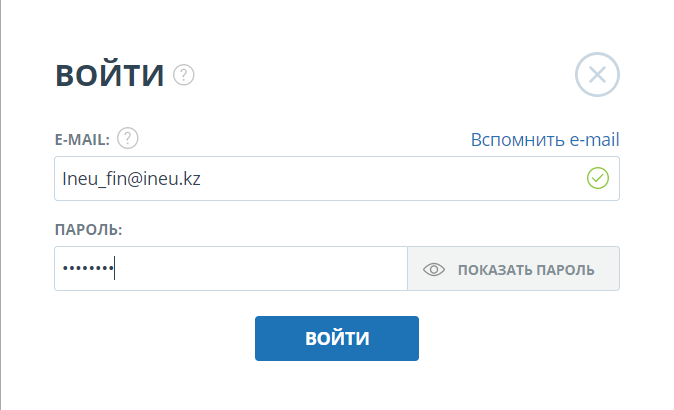 ВОЙТИ ?
E-MAIL: ? Вспомнить e-mail
Ineu_fin@ineu.kz
ПАРОЛЬ:
•••••••• ПОКАЗАТЬ ПАРОЛЬ
ВОЙТИ